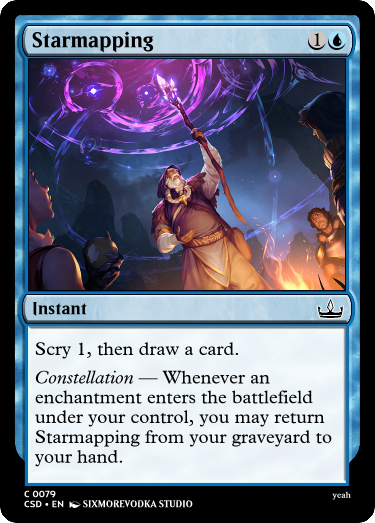 Starmapping
1
Instant
Scry 1, then draw a card.
Constellation — Whenever an
enchantment enters the battlefield
under your control, you may return
Starmapping from your graveyard to
your hand.
C 0079
yeah
CSD • EN SIXMOREVODKA STUDIO